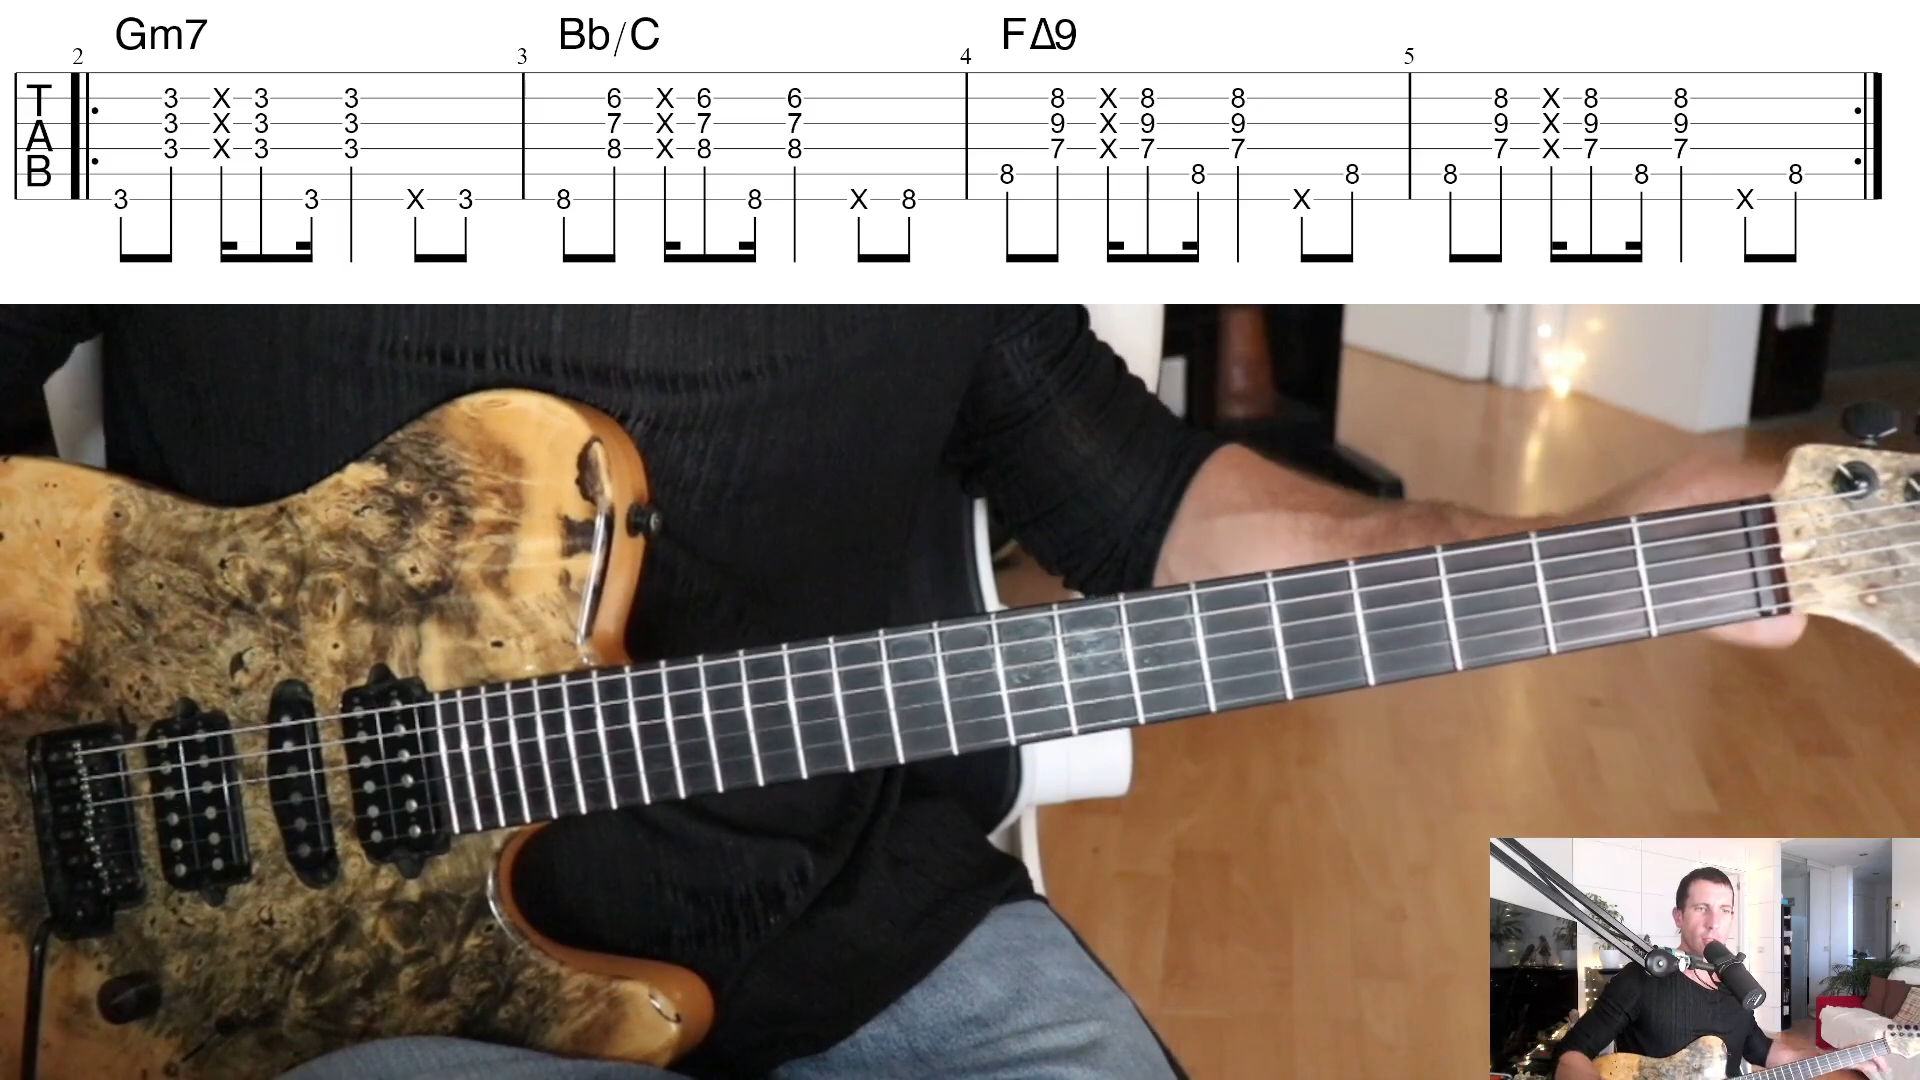 Gm7 Bb/C FΔ9
2 3 4 5
T 3 X 3 3 6 X 6 6 8 X 8 8 8 X 8 8
A 3 X 3 3 7 X 7 7 9 X 9 9 9 X 9 9
3 X 3 3 8 X 8 8 7 X 7 7 7 X 7 7
B 8 8 8 8 8 8
3 3 X 3 8 8 X 8 X X